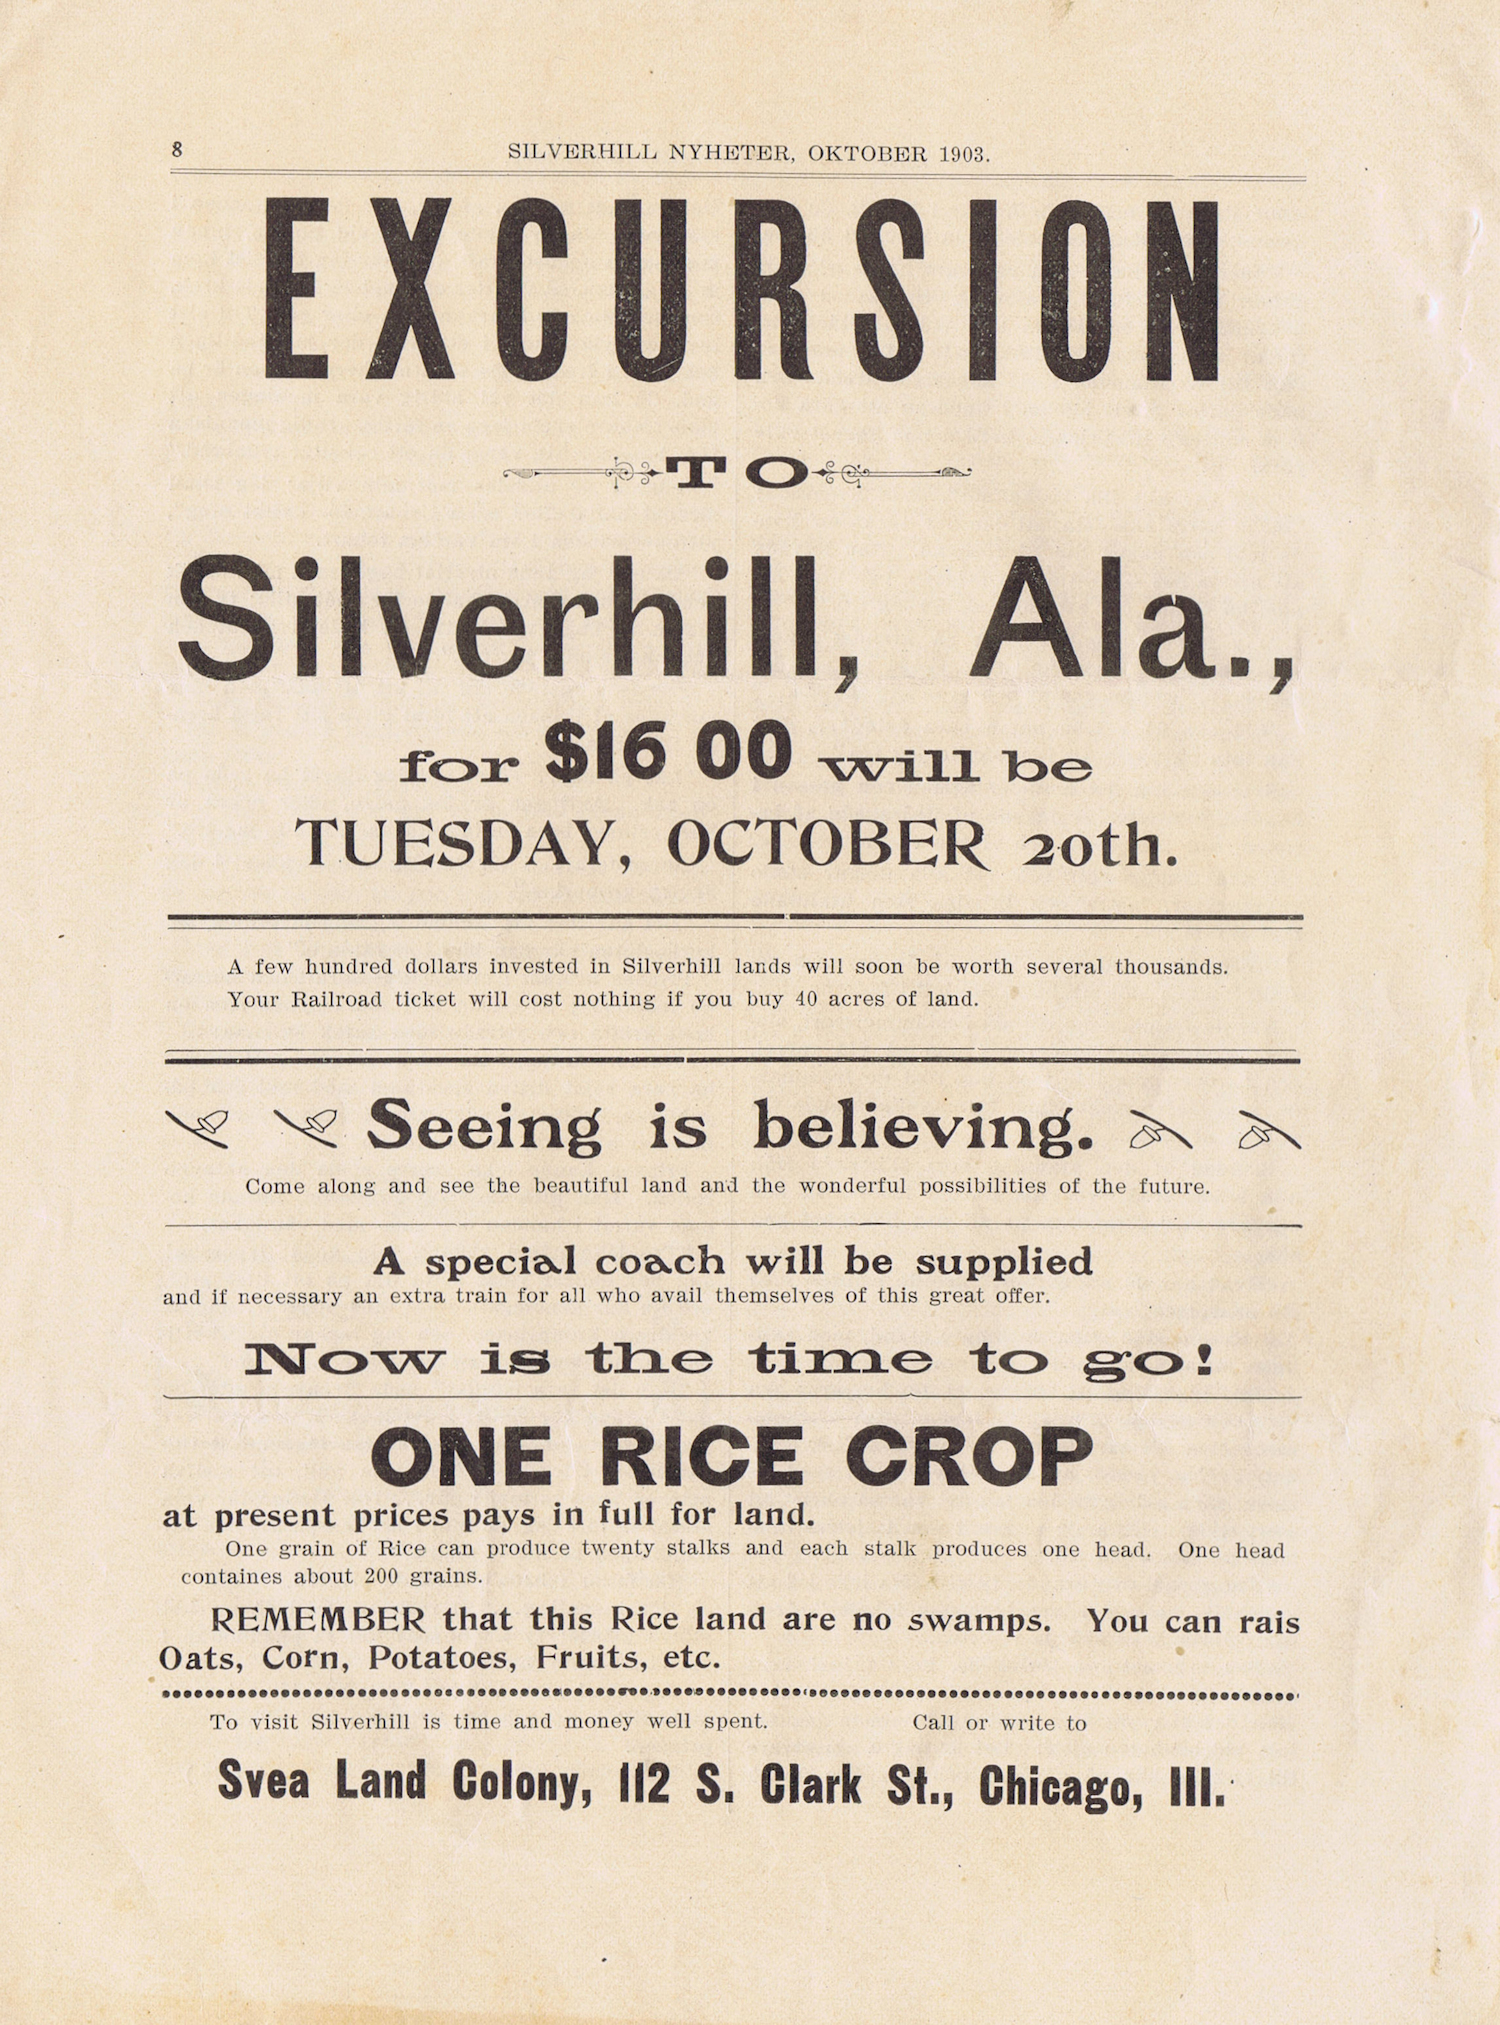 8 SILVERHILL NYHETER, OKTOBER 1903.
EXCURSION
TO
Silverhill, Ala.,
for $16 00 will be
TUESDAY, OCTOBER 20th.
A few hundred dollars invested in Silverhill lands will soon be worth several thousands.
Your Railroad ticket will cost nothing if you buy 40 acres of land.
Seeing is believing.
Come along and see the beautiful land and the wonderful possibilities of the future.
A special coach will be supplied
and if necessary an extra train for all who avail themselves of this great offer.
Now is the time to go!
ONE RICE CROP
at present prices pays in full for land.
One grain of Rice can produce twenty stalks and each stalk produces one head. One head
containes about 200 grains.
REMEMBER that this Rice land are no swamps. You can rais
Oats, Corn, Potatoes, Fruits, etc.
To visit Silverhill is time and money well spent. Call or write to
Svea Land Colony, 112 S. Clark St., Chicago, Ill.